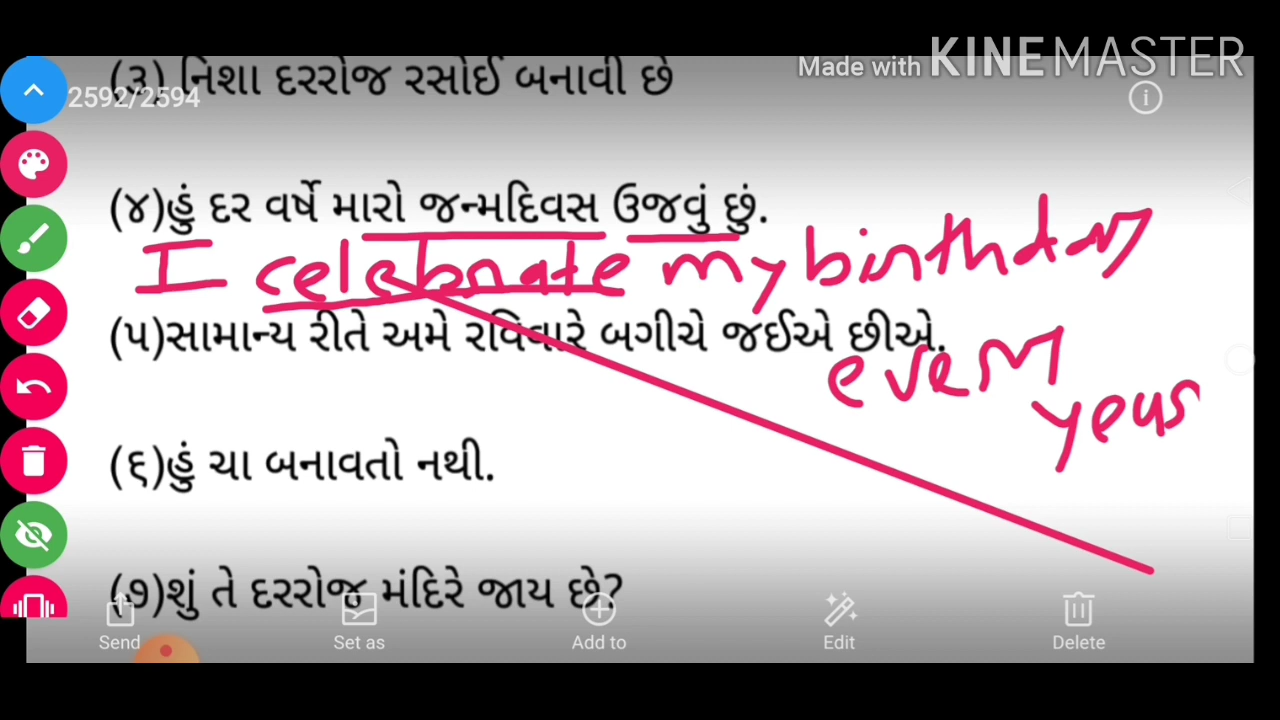 Made with KINEMASTER
(૩) નિશા દરરોજ રસોઈ બનાવી છે
2592/2594
(૪)હું દર વર્ષે મારો જન્મદિવસ ઉજવું છું.
I celebrate my birthday
(૫)સામાન્ય રીતે અમે રવિવારે બગીચે જઈએ છીએ.
every
year
(૬)હું ચા બનાવતો નથી.
(૭)શું તે દરરોજ મંદિરે જાય છે?
Send Set as Add to Edit Delete